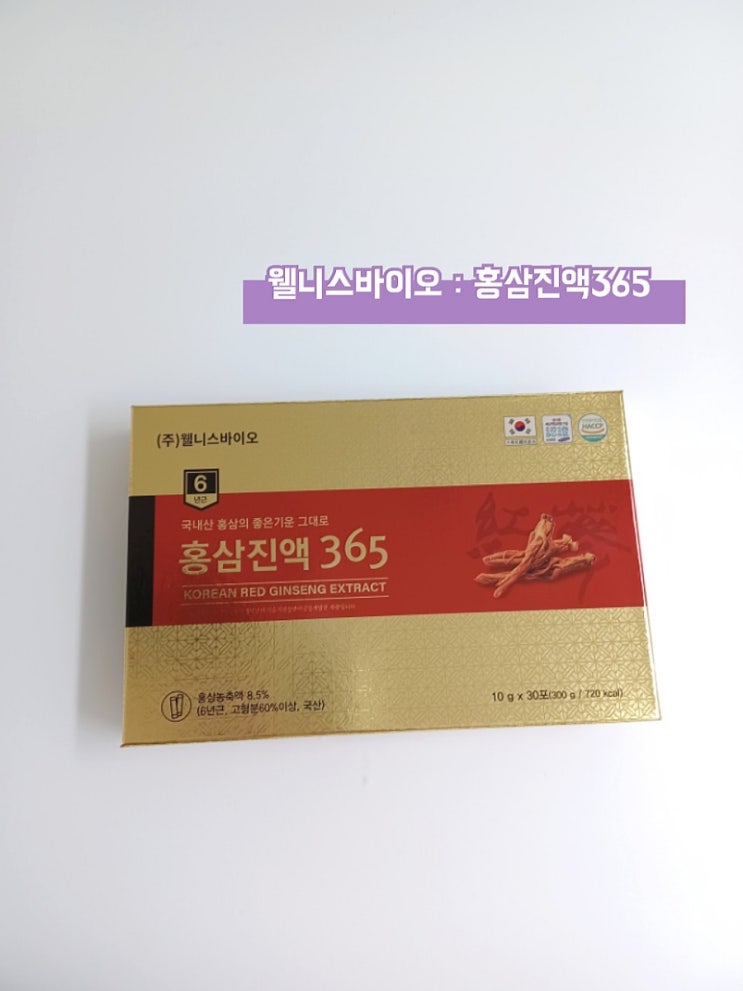 웰니스바이오 : 홍삼진액365
(주)웰니스바이오
HACCP
6
년근
국내산 홍삼의 좋은기운 그대로
홍삼진액 365
KOREAN RED GINSENG EXTRACT
紅蔘
홍삼농축액 8.5%
(6년근, 고형분60%이상, 국산)
10 g x 30포(300 g / 720 kcal)